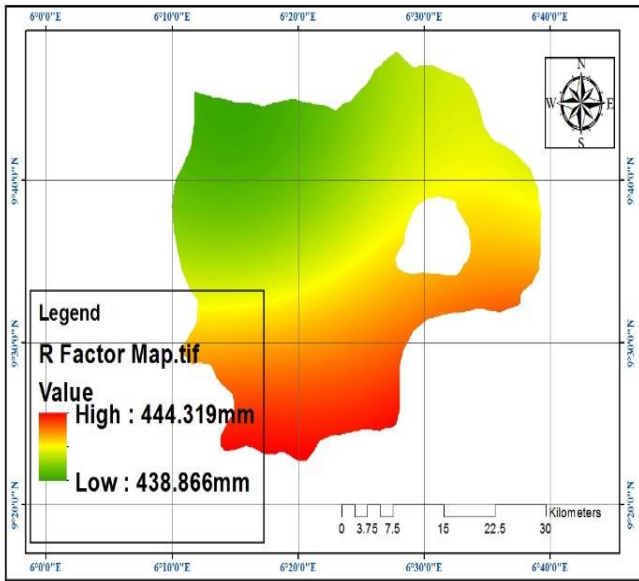 6°0'0"E 6°10'0"E 6°20'0"E 6°30'0"E 6°40'0"E
N
W E
S
9°40'0"N 9°40'0"N
9°30'0"N 9°30'0"N
9°20'0"N 9°20'0"N
Legend
R Factor Map.tif
Value
High : 444.319mm
Low : 438.866mm
Kilometers
0 3.75 7.5 15 22.5 30
6°0'0"E 6°10'0"E 6°20'0"E 6°30'0"E 6°40'0"E